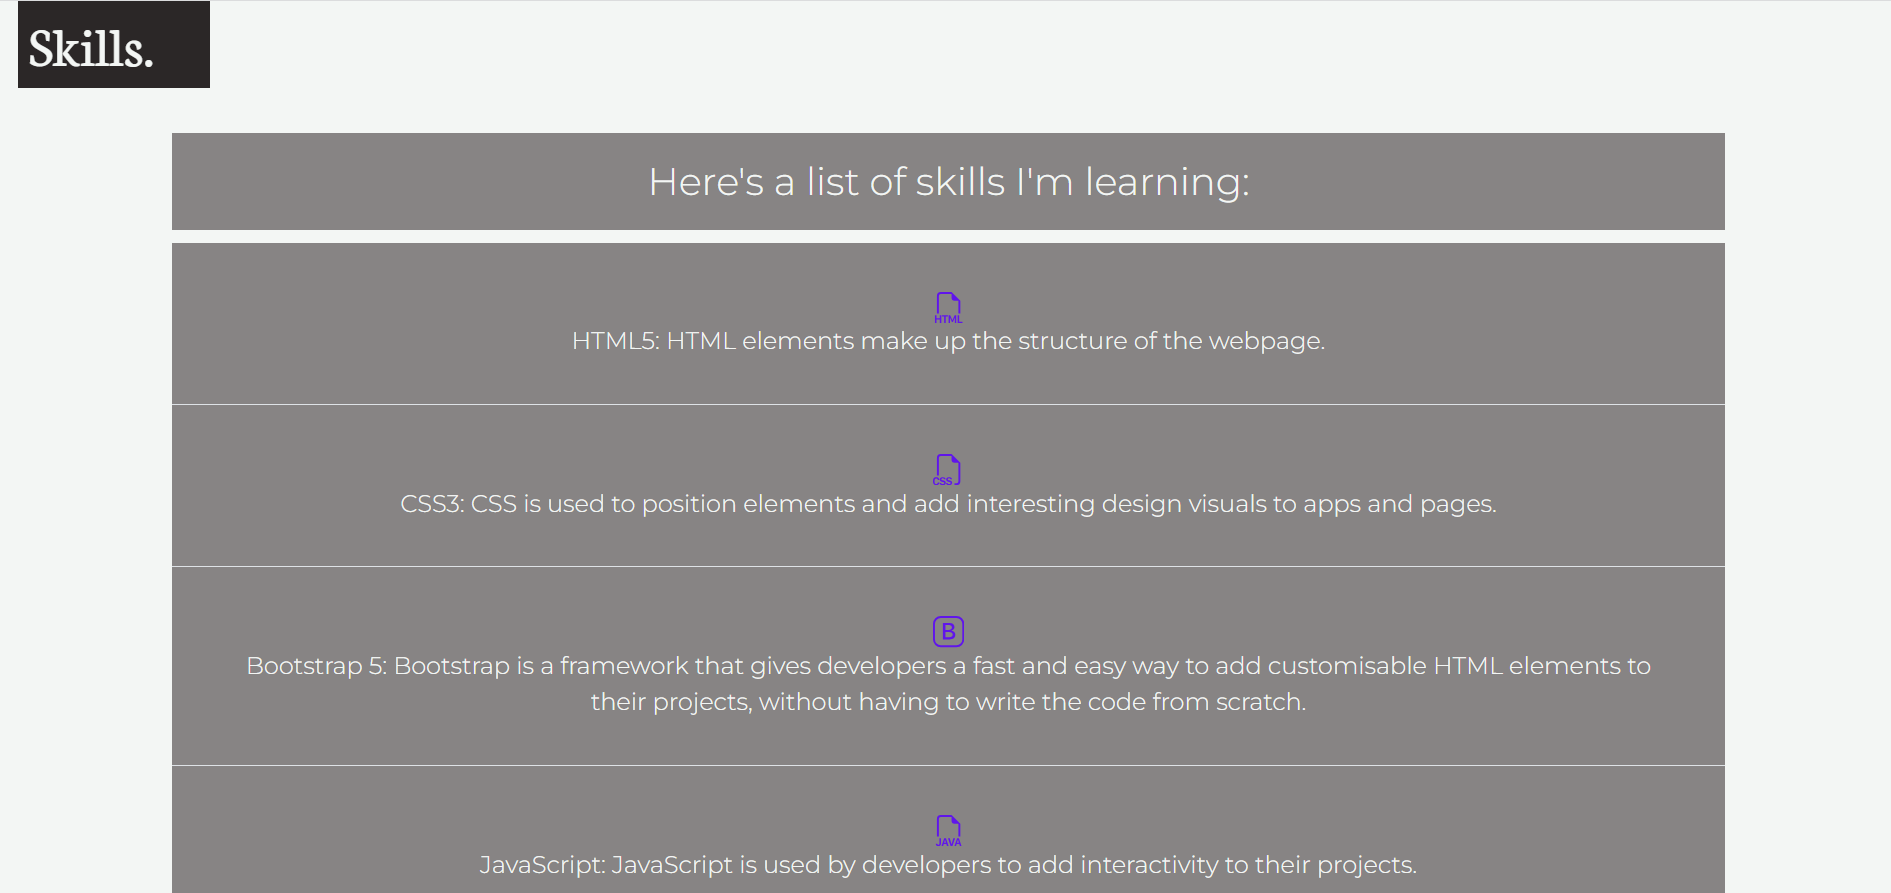 Skills.
Here's a list of skills I'm learning:
HTML
HTML5: HTML elements make up the structure of the webpage.
CSS
CSS3: CSS is used to position elements and add interesting design visuals to apps and pages.
B
Bootstrap 5: Bootstrap is a framework that gives developers a fast and easy way to add customisable HTML elements to
their projects, without having to write the code from scratch.
JAVA
JavaScript: JavaScript is used by developers to add interactivity to their projects.